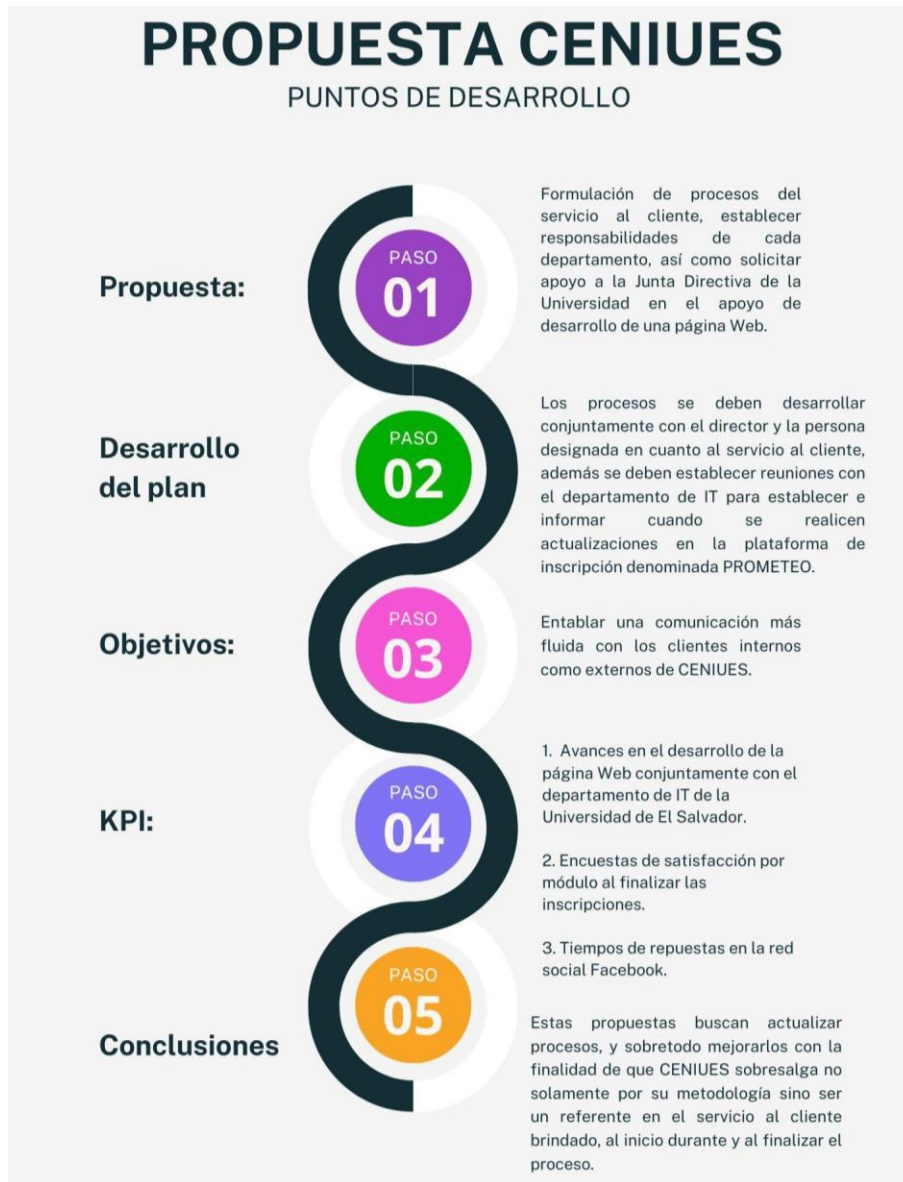 PROPUESTA CENIUES
PUNTOS DE DESARROLLO
Propuesta:
PASO
01
Formulación de procesos del
servicio al cliente, establecer
responsabilidades de cada
departamento, así como solicitar
apoyo a la Junta Directiva de la
Universidad en el apoyo de
desarrollo de una página Web.
Desarrollo
del plan
PASO
02
Los procesos se deben desarrollar
conjuntamente con el director y la persona
designada en cuanto al servicio al cliente,
además se deben establecer reuniones con
el departamento de IT para establecer e
informar cuando se realicen
actualizaciones en la plataforma de
inscripción denominada PROMETEO.
Objetivos:
PASO
03
Entablar una comunicación más
fluida con los clientes internos
como externos de CENIUES.
KPI:
PASO
04
1. Avances en el desarrollo de la
página Web conjuntamente con el
departamento de IT de la
Universidad de El Salvador.
2. Encuestas de satisfacción por
módulo al finalizar las
inscripciones.
3. Tiempos de repuestas en la red
social Facebook.
Conclusiones
PASO
05
Estas propuestas buscan actualizar
procesos, y sobretodo mejorarlos con la
finalidad de que CENIUES sobresalga no
solamente por su metodología sino ser
un referente en el servicio al cliente
brindado, al inicio durante y al finalizar el
proceso.